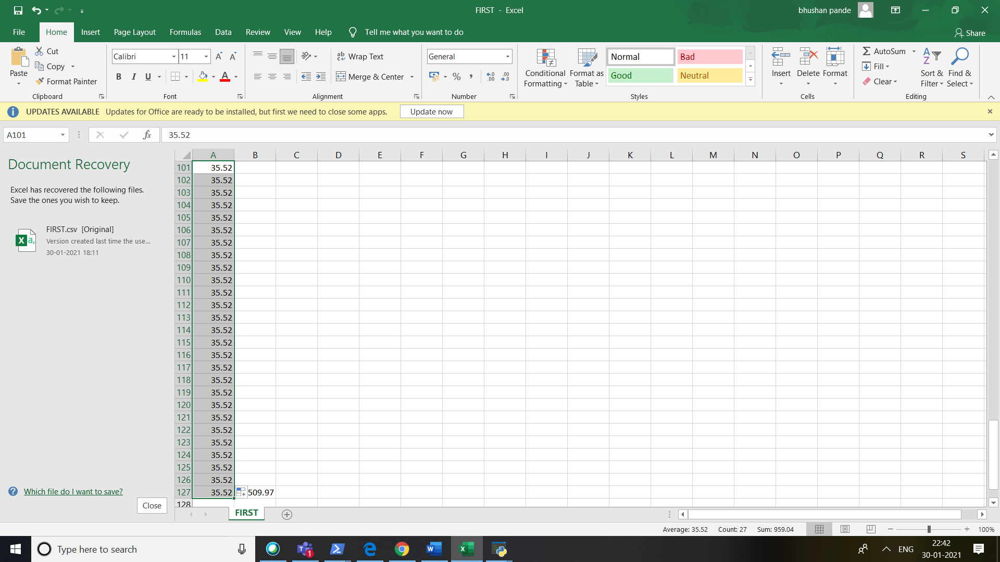 FIRST - Excel
bhushan pande
File Home Insert Page Layout Formulas Data Review View Help Tell me what you want to do Share
Paste
Cut
Copy
Format Painter
Clipboard
Calibri 11
B I U
Font
Wrap Text
Merge & Center
Alignment
General
Number
Conditional Formatting
Format as Table
Normal Bad
Good Neutral
Styles
Insert Delete Format
Cells
AutoSum
Fill
Clear
Sort & Filter
Find & Select
Editing
UPDATES AVAILABLE Updates for Office are ready to be installed, but first we need to close some apps. Update now
A101 fx 35.52
Document Recovery
Excel has recovered the following files.
Save the ones you wish to keep.
FIRST.csv [Original]
Version created last time the use...
30-01-2021 18:11
Which file do I want to save?
Close
A B C D E F G H I J K L M N O P Q R S
101 35.52
102 35.52
103 35.52
104 35.52
105 35.52
106 35.52
107 35.52
108 35.52
109 35.52
110 35.52
111 35.52
112 35.52
113 35.52
114 35.52
115 35.52
116 35.52
117 35.52
118 35.52
119 35.52
120 35.52
121 35.52
122 35.52
123 35.52
124 35.52
125 35.52
126 35.52
127 35.52 509.97
128
FIRST
Average: 35.52 Count: 27 Sum: 959.04 100%
Type here to search
1
ENG
22:42
30-01-2021